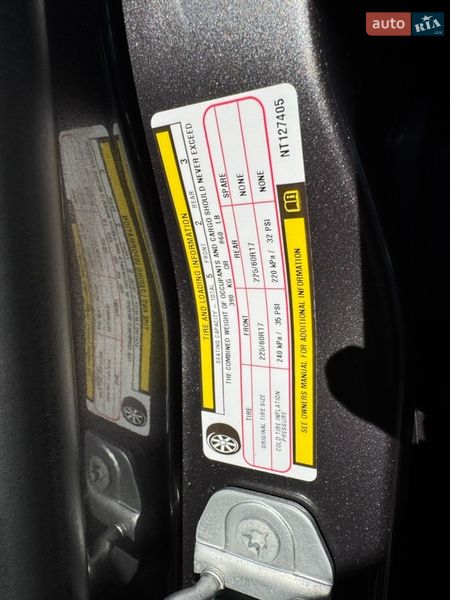 auto RIA
.com
TIRE AND LOADING INFORMATION
SEATING CAPACITY - TOTAL 5 FRONT 2 REAR 3
THE COMBINED WEIGHT OF OCCUPANTS AND CARGO SHOULD NEVER EXCEED
390 KG OR 860 LB
TIRE FRONT REAR SPARE
ORIGINAL TIRE SIZE 225/60R17 225/60R17 NONE
COLD TIRE INFLATION PRESSURE 240 kPa / 35 PSI 220 kPa / 32 PSI NONE
SEE OWNERS MANUAL FOR ADDITIONAL INFORMATION
NT127405